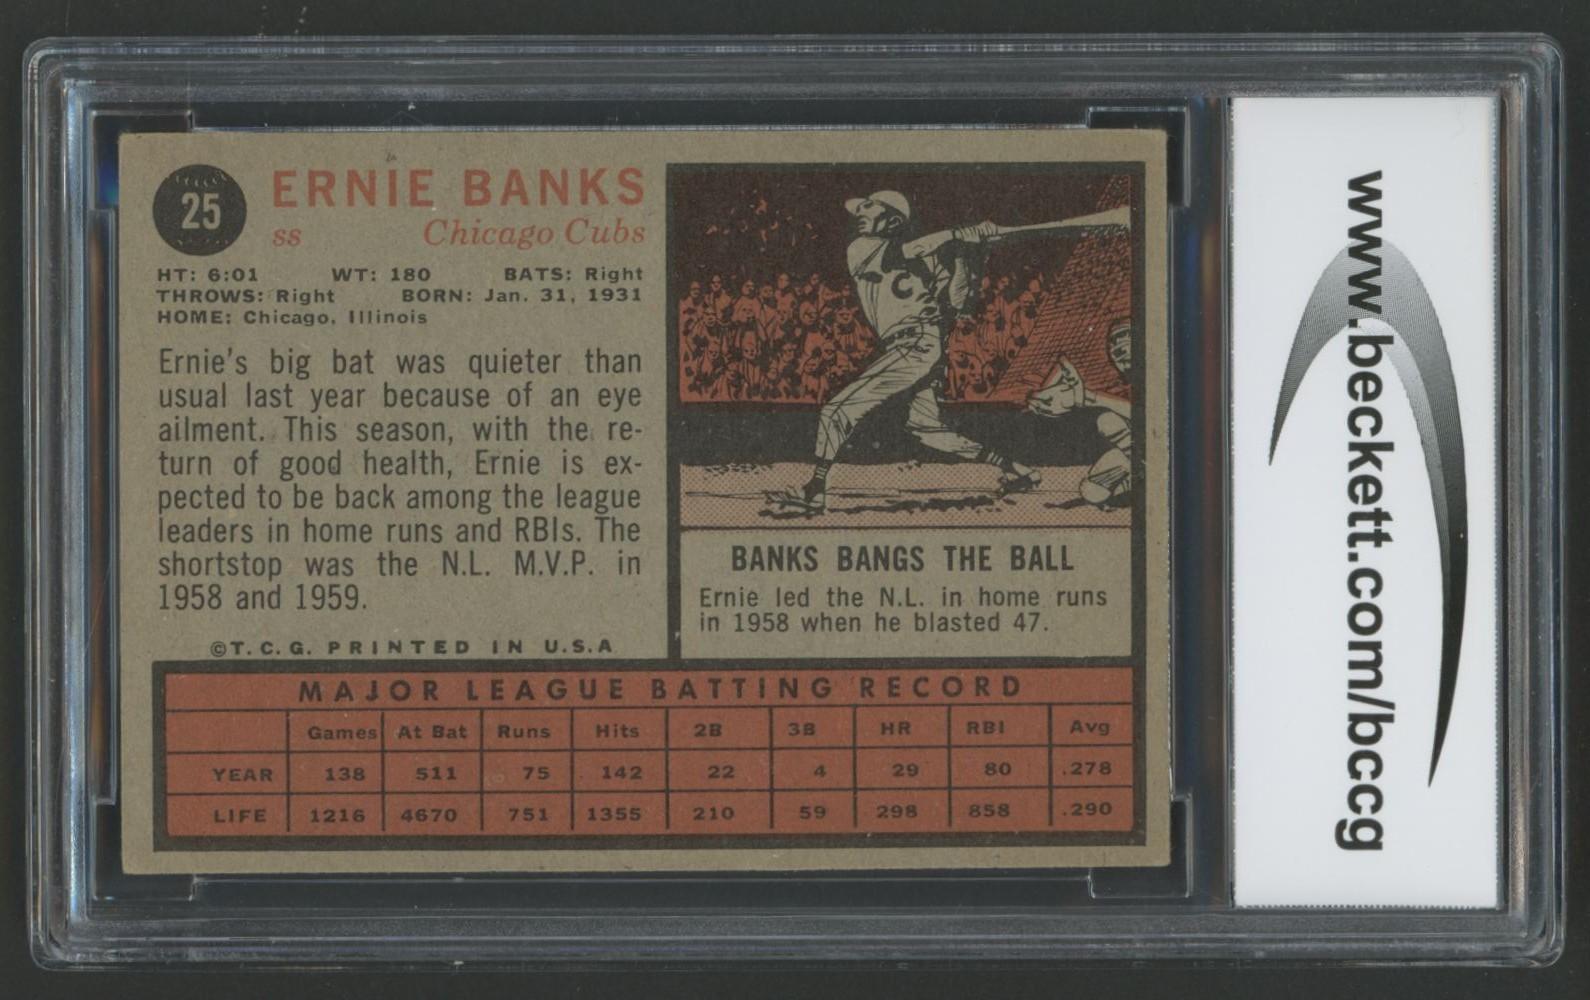 25
ERNIE BANKS
ss Chicago Cubs
HT: 6:01 WT: 180 BATS: Right
THROWS: Right BORN: Jan. 31, 1931
HOME: Chicago, Illinois
Ernie's big bat was quieter than
usual last year because of an eye
ailment. This season, with the re-
turn of good health, Ernie is ex-
pected to be back among the league
leaders in home runs and RBIs. The
shortstop was the N.L. M.V.P. in
1958 and 1959.
©T.C.G. PRINTED IN U.S.A
C
BANKS BANGS THE BALL
Ernie led the N.L. in home runs
in 1958 when he blasted 47.
MAJOR LEAGUE BATTING RECORD
Games At Bat Runs Hits 2B 3B HR RBI Avg
YEAR 138 511 75 142 22 4 29 80 .278
LIFE 1216 4670 751 1355 210 59 298 858 .290
www.beckett.com/bccg